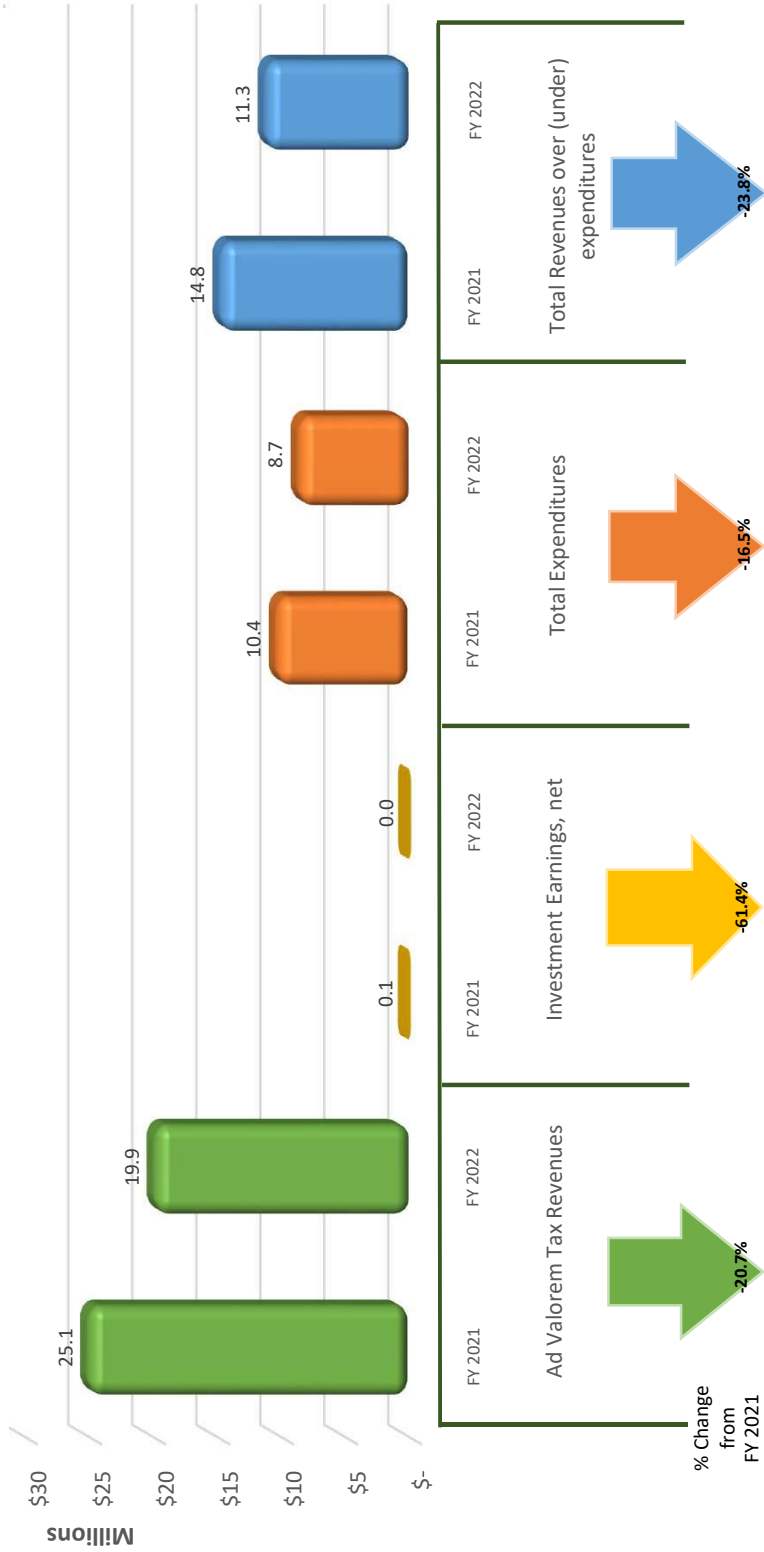 Millions
$30
$25
$20
$15
$10
$5
$-
25.1
19.9
0.1
0.0
10.4
8.7
14.8
11.3
FY 2021
FY 2022
FY 2021
FY 2022
FY 2021
FY 2022
FY 2021
FY 2022
Ad Valorem Tax Revenues
Investment Earnings, net
Total Expenditures
Total Revenues over (under)
expenditures
% Change
from
FY 2021
-20.7%
-61.4%
-16.5%
-23.8%